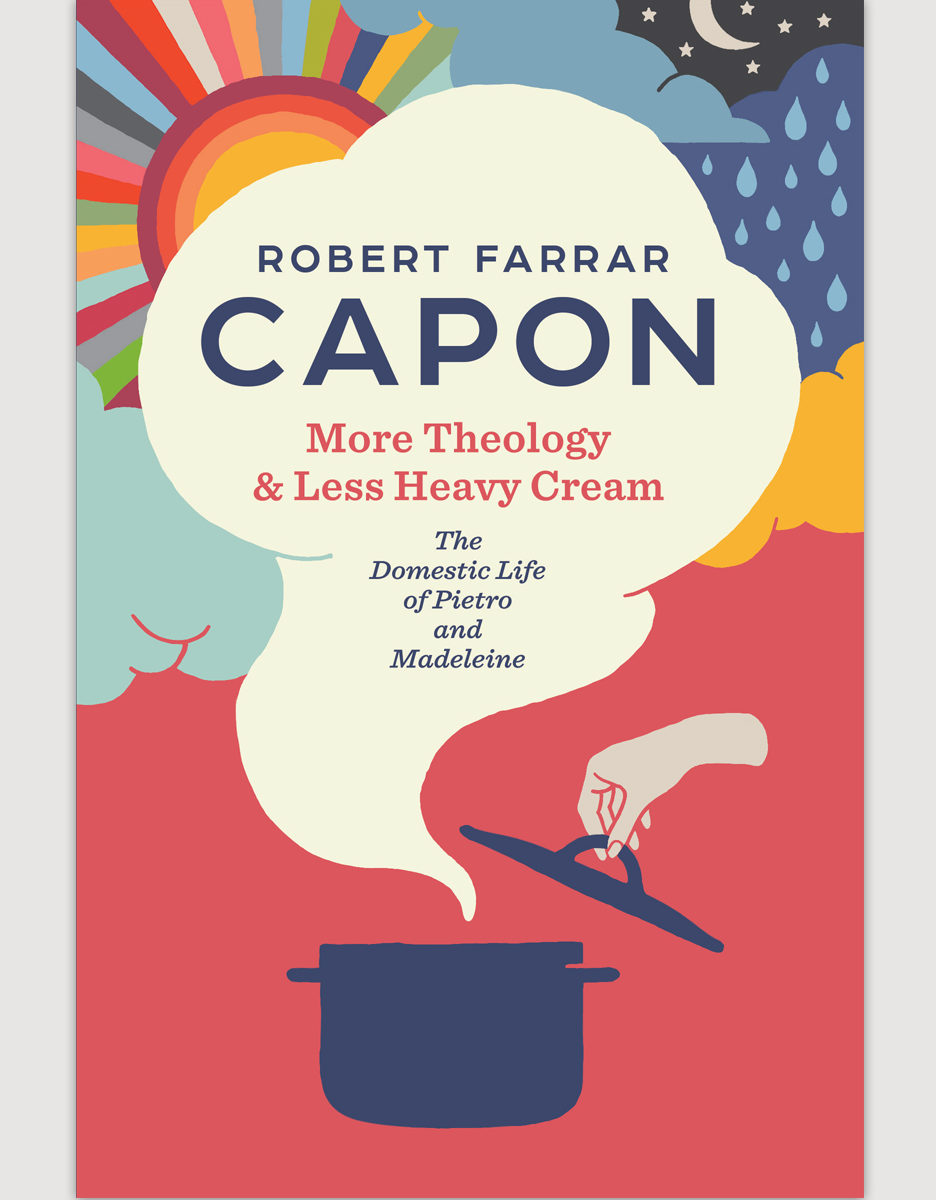 ROBERT FARRAR
CAPON
More Theology
& Less Heavy Cream
The
Domestic Life
of Pietro
and
Madeleine